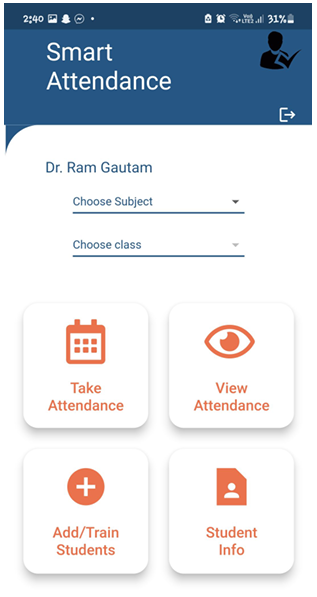 2:40 VoD LTE2 31%
Smart
Attendance
Dr. Ram Gautam
Choose Subject
Choose class
Take
Attendance
View
Attendance
Add/Train
Students
Student
Info